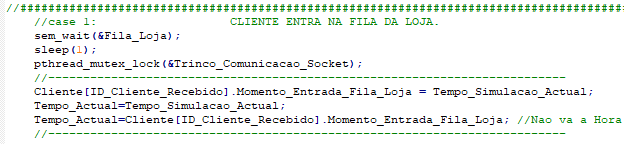 //##########################################################################################
//case 1: CLIENTE ENTRA NA FILA DA LOJA.
sem_wait(&Fila_Loja);
sleep(1);
pthread_mutex_lock(&Trinco_Comunicacao_Socket);
//--------------------------------------------------------------------------
Cliente[ID_Cliente_Recebido].Momento_Entrada_Fila_Loja = Tempo_Simulacao_Actual;
Tempo_Actual=Tempo_Simulacao_Actual;
Tempo_Actual=Cliente[ID_Cliente_Recebido].Momento_Entrada_Fila_Loja; //Nao va a Hora
//--------------------------------------------------------------------------